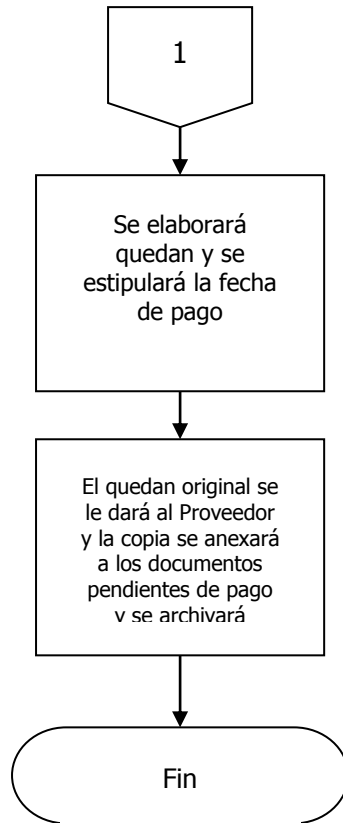 1
Se elaborará
quedan y se
estipulará la fecha
de pago
El quedan original se
le dará al Proveedor
y la copia se anexará
a los documentos
pendientes de pago
y se archivará
Fin